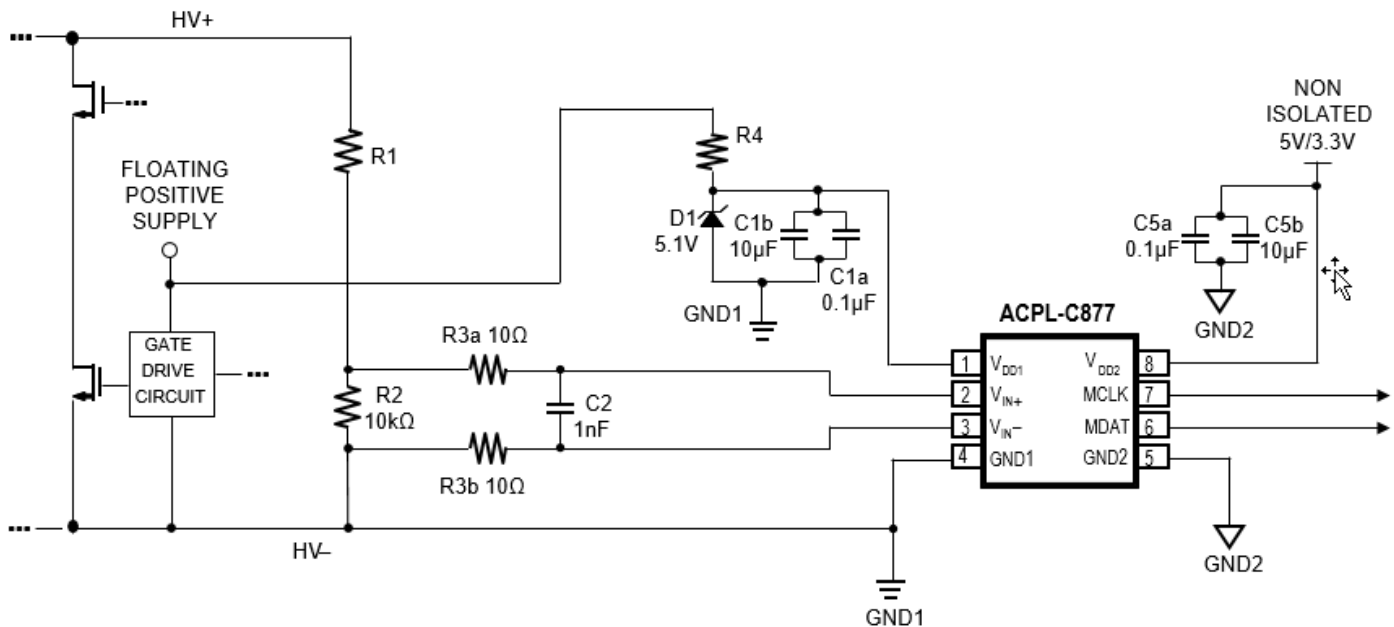 HV+
NON
ISOLATED
5V/3.3V
R4
R1
FLOATING
POSITIVE
SUPPLY
D1
5.1V
C1b
10µF
C1a
0.1µF
C5a
0.1µF
C5b
10µF
GND1
GND2
ACPL-C877
R3a 10Ω
GATE
DRIVE
CIRCUIT
R2
10kΩ
C2
1nF
R3b 10Ω
1 VDD1
2 VIN+
3 VIN−
4 GND1
VDD2 8
MCLK 7
MDAT 6
GND2 5
HV–
GND2
GND1